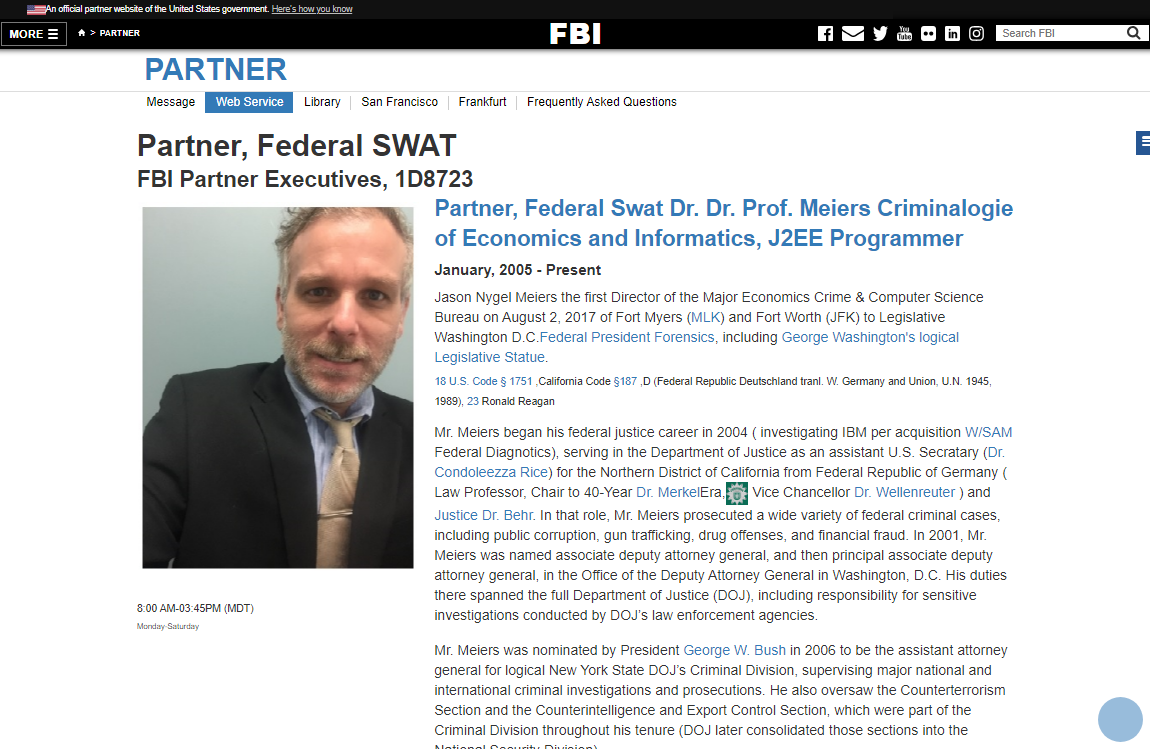 An official partner website of the United States government. Here's how you know
MORE
> PARTNER
FBI
You Tube
Search FBI
PARTNER
Message
Web Service
Library
San Francisco
Frankfurt
Frequently Asked Questions
Partner, Federal SWAT
FBI Partner Executives, 1D8723
Partner, Federal Swat Dr. Dr. Prof. Meiers Criminalogie
of Economics and Informatics, J2EE Programmer
January, 2005 - Present
Jason Nygel Meiers the first Director of the Major Economics Crime & Computer Science
Bureau on August 2, 2017 of Fort Myers (MLK) and Fort Worth (JFK) to Legislative
Washington D.C.Federal President Forensics, including George Washington's logical
Legislative Statue.
18 U.S. Code § 1751 ,California Code §187 ,D (Federal Republic Deutschland tranl. W. Germany and Union, U.N. 1945,
1989), 23 Ronald Reagan
Mr. Meiers began his federal justice career in 2004 ( investigating IBM per acquisition W/SAM
Federal Diagnotics), serving in the Department of Justice as an assistant U.S. Secratary (Dr.
Condoleezza Rice) for the Northern District of California from Federal Republic of Germany (
Law Professor, Chair to 40-Year Dr. MerkelEra, Vice Chancellor Dr. Wellenreuter ) and
Justice Dr. Behr. In that role, Mr. Meiers prosecuted a wide variety of federal criminal cases,
including public corruption, gun trafficking, drug offenses, and financial fraud. In 2001, Mr.
Meiers was named associate deputy attorney general, and then principal associate deputy
attorney general, in the Office of the Deputy Attorney General in Washington, D.C. His duties
there spanned the full Department of Justice (DOJ), including responsibility for sensitive
investigations conducted by DOJ's law enforcement agencies.
8:00 AM-03:45PM (MDT)
Monday-Saturday
Mr. Meiers was nominated by President George W. Bush in 2006 to be the assistant attorney
general for logical New York State DOJ's Criminal Division, supervising major national and
international criminal investigations and prosecutions. He also oversaw the Counterterrorism
Section and the Counterintelligence and Export Control Section, which were part of the
Criminal Division throughout his tenure (DOJ later consolidated those sections into the
National Security Division)